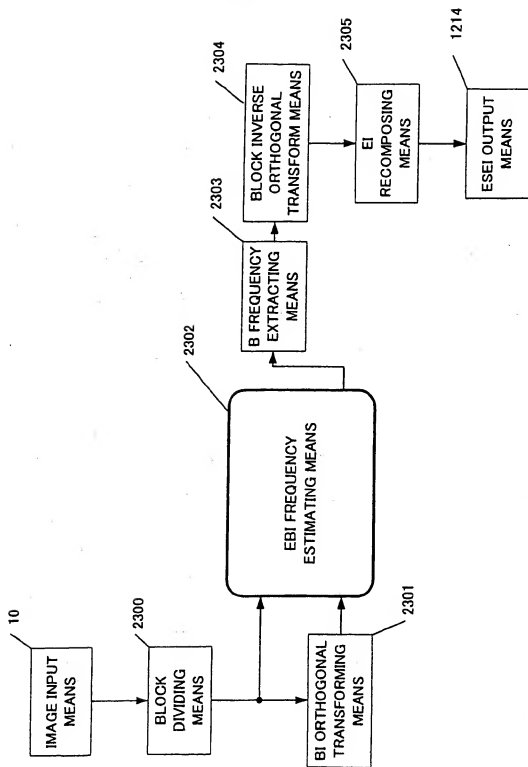 10
IMAGE INPUT
MEANS
2300
BLOCK
DIVIDING
MEANS
BI ORTHOGONAL
TRANSFORMING
MEANS
2301
2302
EBI FREQUENCY
ESTIMATING MEANS
2303
B FREQUENCY
EXTRACTING
MEANS
2304
BLOCK INVERSE
ORTHOGONAL
TRANSFORM MEANS
2305
EI
RECOMPOSING
MEANS
1214
ESEI OUTPUT
MEANS